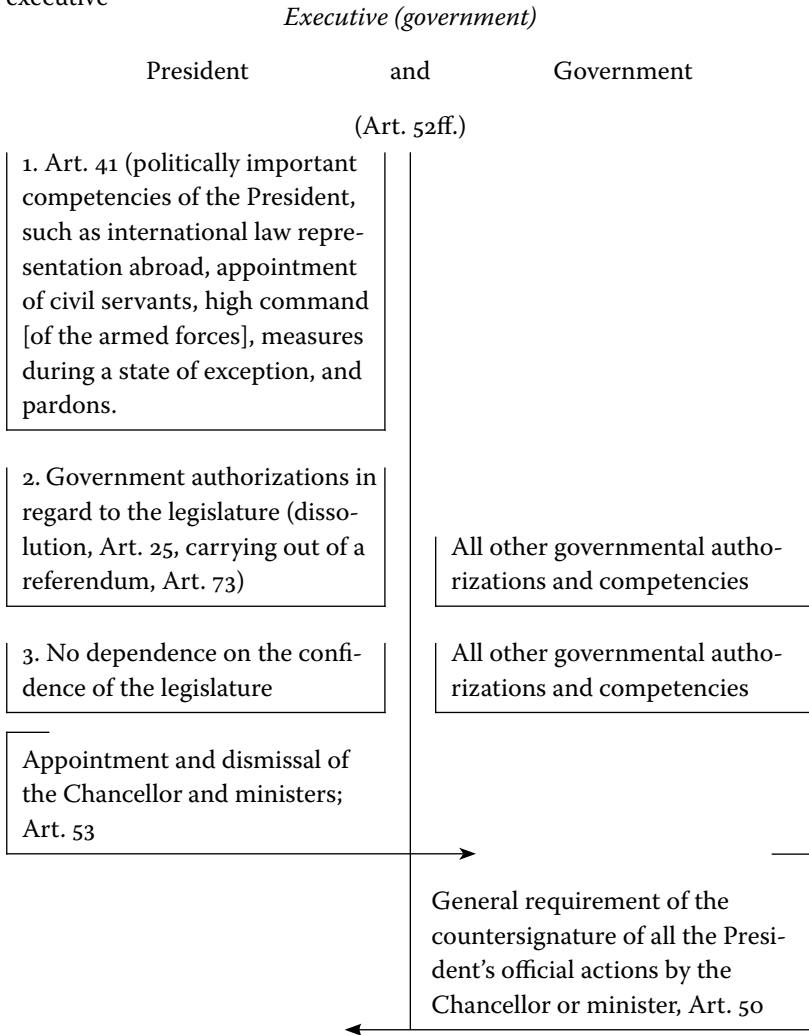 executive
Executive (government)
President and Government
(Art. 52ff.)
1. Art. 41 (politically important
competencies of the President,
such as international law repre-
sentation abroad, appointment
of civil servants, high command
[of the armed forces], measures
during a state of exception, and
pardons.
2. Government authorizations in
regard to the legislature (disso-
lution, Art. 25, carrying out of a
referendum, Art. 73)
All other governmental autho-
rizations and competencies
3. No dependence on the confi-
dence of the legislature
All other governmental autho-
rizations and competencies
Appointment and dismissal of
the Chancellor and ministers;
Art. 53
General requirement of the
countersignature of all the Presi-
dent's official actions by the
Chancellor or minister, Art. 50